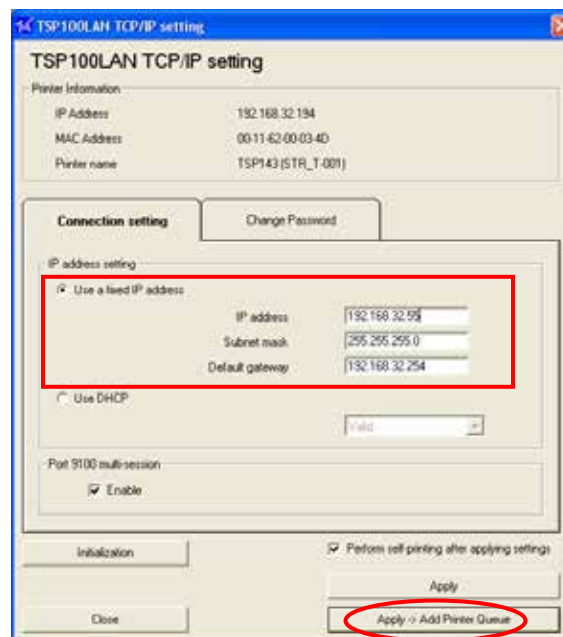 TSP100LAN TCP/IP setting
TSP100LAN TCP/IP setting
Printer Information
IP Address 192.168.32.194
MAC Address 00-11-62-00-03-4D
Printer name TSP143 (STR_T-001)
Connection setting Change Password
IP address setting
Use a fixed IP address
IP address 192.168.32.55
Subnet mask 255.255.255.0
Default gateway 192.168.32.254
Use DHCP
Valid
Port 9100 multi-session
Enable
Initialization Perform self printing after applying settings
Apply
Close Apply -> Add Printer Queue